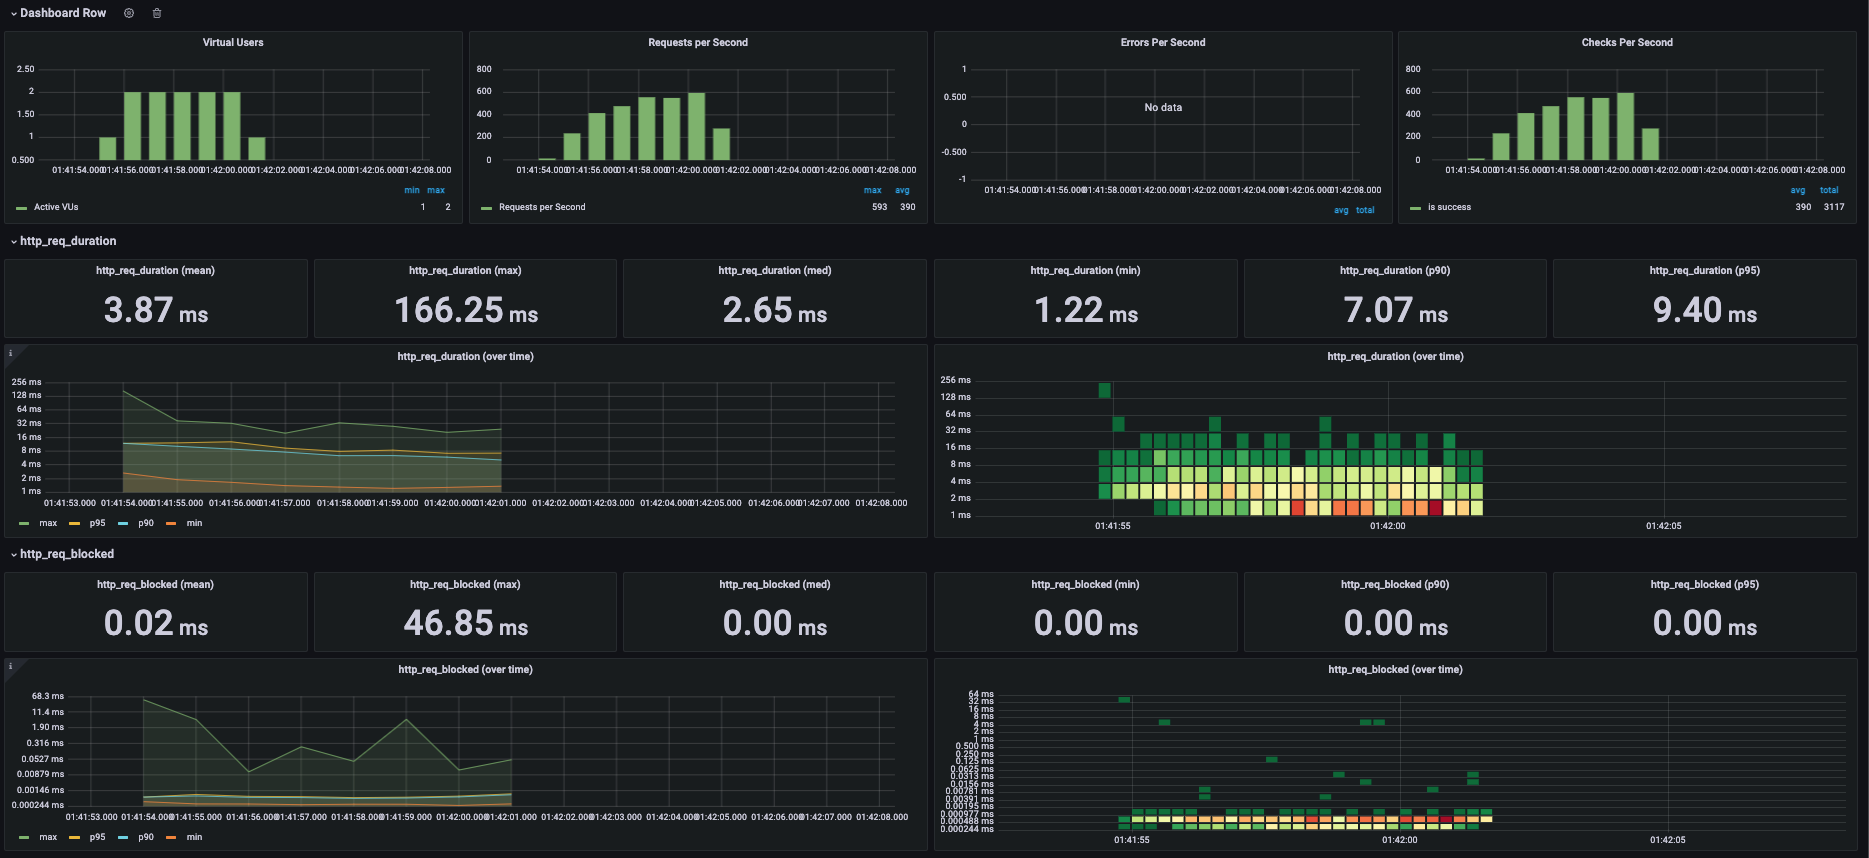 Dashboard Row
Virtual Users
2.50
2
1.50
1
0.500
01:41:54.000 01:41:56.000 01:41:58.000 01:42:00.000 01:42:02.000 01:42:04.000 01:42:06.000 01:42:08.000
min max
Active VUs 1 2
Requests per Second
800
600
400
200
0
01:41:54.000 01:41:56.000 01:41:58.000 01:42:00.000 01:42:02.000 01:42:04.000 01:42:06.000 01:42:08.000
max avg
Requests per Second 593 390
Errors Per Second
1
0.500
0
-0.500
-1
No data
01:41:54.000 01:41:56.000 01:41:58.000 01:42:00.000 01:42:02.000 01:42:04.000 01:42:06.000 01:42:08.000
avg total
Checks Per Second
800
600
400
200
0
01:41:54.000 01:41:56.000 01:41:58.000 01:42:00.000 01:42:02.000 01:42:04.000 01:42:06.000 01:42:08.000
avg total
is success 390 3117
http_req_duration
http_req_duration (mean)
3.87 ms
http_req_duration (max)
166.25 ms
http_req_duration (med)
2.65 ms
http_req_duration (min)
1.22 ms
http_req_duration (p90)
7.07 ms
http_req_duration (p95)
9.40 ms
i
http_req_duration (over time)
256 ms
128 ms
64 ms
32 ms
16 ms
8 ms
4 ms
2 ms
1 ms
01:41:53.000 01:41:54.000 01:41:55.000 01:41:56.000 01:41:57.000 01:41:58.000 01:41:59.000 01:42:00.000 01:42:01.000 01:42:02.000 01:42:03.000 01:42:04.000 01:42:05.000 01:42:06.000 01:42:07.000 01:42:08.000
max p95 p90 min
http_req_duration (over time)
256 ms
128 ms
64 ms
32 ms
16 ms
8 ms
4 ms
2 ms
1 ms
01:41:55 01:42:00 01:42:05
http_req_blocked
http_req_blocked (mean)
0.02 ms
http_req_blocked (max)
46.85 ms
http_req_blocked (med)
0.00 ms
http_req_blocked (min)
0.00 ms
http_req_blocked (p90)
0.00 ms
http_req_blocked (p95)
0.00 ms
i
http_req_blocked (over time)
68.3 ms
11.4 ms
1.90 ms
0.316 ms
0.0527 ms
0.00879 ms
0.00146 ms
0.000244 ms
01:41:53.000 01:41:54.000 01:41:55.000 01:41:56.000 01:41:57.000 01:41:58.000 01:41:59.000 01:42:00.000 01:42:01.000 01:42:02.000 01:42:03.000 01:42:04.000 01:42:05.000 01:42:06.000 01:42:07.000 01:42:08.000
max p95 p90 min
http_req_blocked (over time)
64 ms
32 ms
16 ms
8 ms
4 ms
2 ms
1 ms
0.500 ms
0.250 ms
0.125 ms
0.0625 ms
0.0313 ms
0.0156 ms
0.00781 ms
0.00391 ms
0.00195 ms
0.000977 ms
0.000488 ms
0.000244 ms
01:41:55 01:42:00 01:42:05